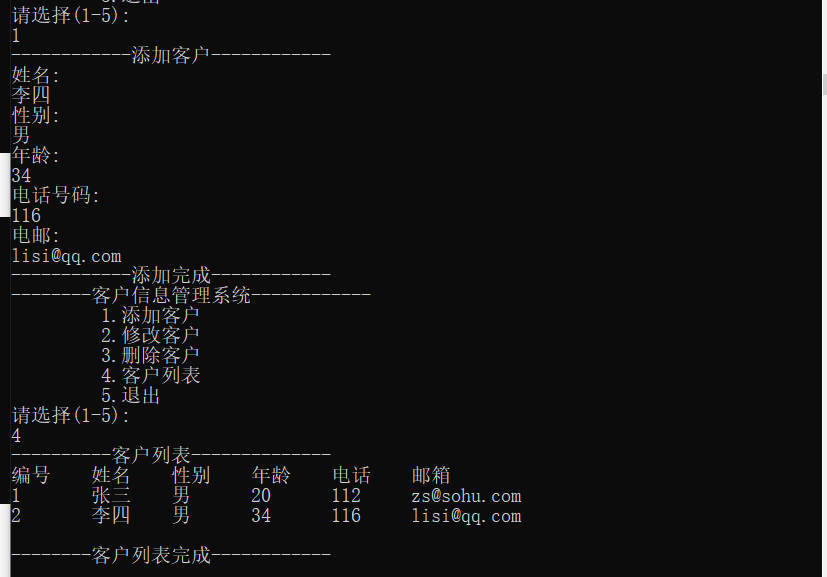 请选择(1-5):
1
------------添加客户------------
姓名:
李四
性别:
男
年龄:
34
电话号码:
116
电邮:
lisi@qq.com
------------添加完成------------
--------客户信息管理系统------------
1.添加客户
2.修改客户
3.删除客户
4.客户列表
5.退出
请选择(1-5):
4
----------客户列表--------------
编号 姓名 性别 年龄 电话 邮箱
1 张三 男 20 112 zs@sohu.com
2 李四 男 34 116 lisi@qq.com
--------客户列表完成------------